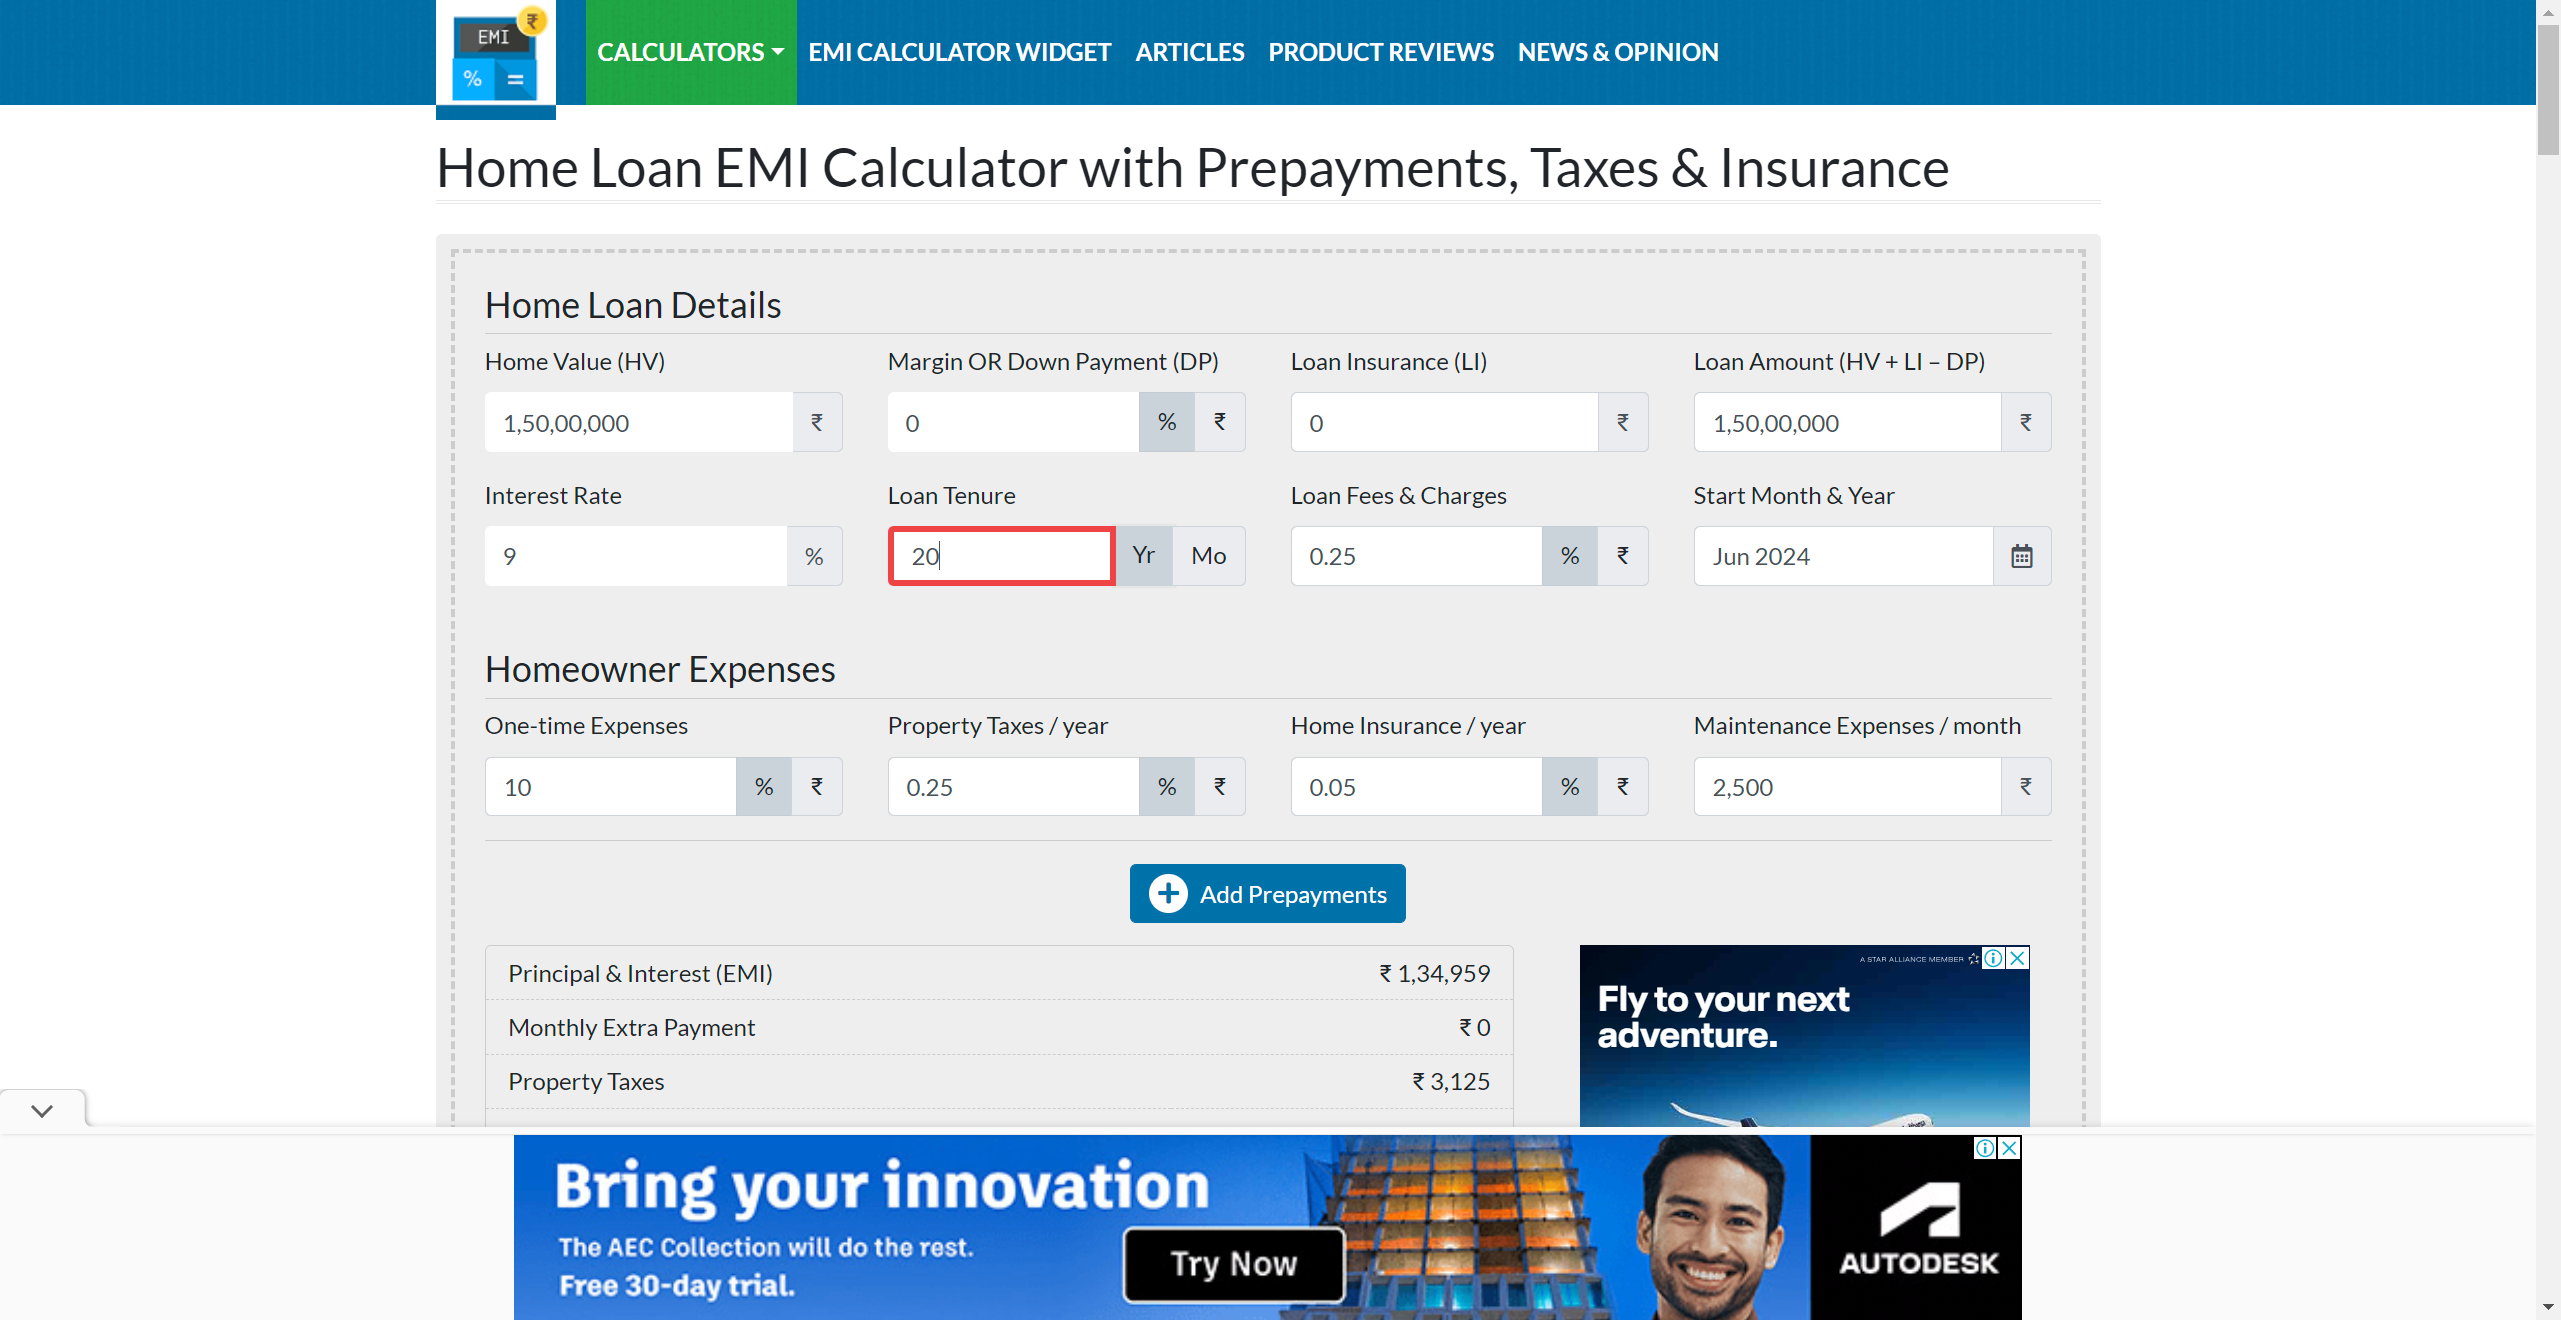 EMI
₹
%
=
CALCULATORS
EMI CALCULATOR WIDGET
ARTICLES
PRODUCT REVIEWS
NEWS & OPINION
Home Loan EMI Calculator with Prepayments, Taxes & Insurance
Home Loan Details
Home Value (HV)
Margin OR Down Payment (DP)
Loan Insurance (LI)
Loan Amount (HV + LI – DP)
1,50,00,000 ₹
0 % ₹
0 ₹
1,50,00,000 ₹
Interest Rate
Loan Tenure
Loan Fees & Charges
Start Month & Year
9 %
20 Yr Mo
0.25 % ₹
Jun 2024
Homeowner Expenses
One-time Expenses
Property Taxes / year
Home Insurance / year
Maintenance Expenses / month
10 % ₹
0.25 % ₹
0.05 % ₹
2,500 ₹
Add Prepayments
Principal & Interest (EMI) ₹ 1,34,959
Monthly Extra Payment ₹ 0
Property Taxes ₹ 3,125
A STAR ALLIANCE MEMBER
Fly to your next
adventure.
Bring your innovation
The AEC Collection will do the rest.
Free 30-day trial.
Try Now
AUTODESK